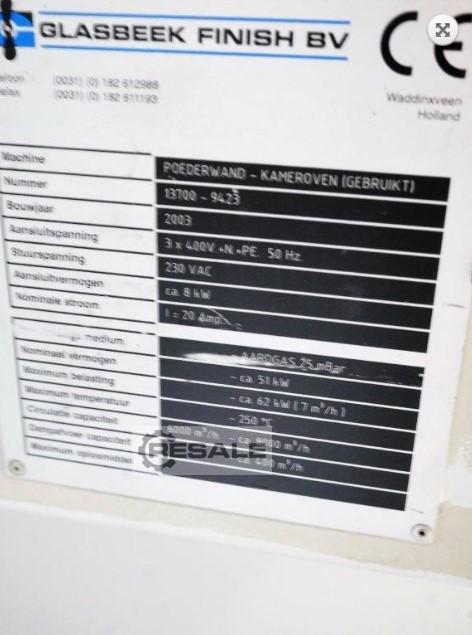 GLASBEEK FINISH BV
CE
(0031) (0) 182 612988
(0031) (0) 182 611193
Waddinxveen
Holland
Machine POEDERWAND - KAMEROVEN (GEBRUIKT)
Nummer 13700 - 9423
Bouwjaar 2003
Aansluitspanning 3 x 400V.+N.+PE. 50 Hz.
Stuurspanning 230 VAC
Aansluitvermogen ca. 8 kW
Nominale stroom I = 20 Amp.
medium - AARDGAS 25 mBar
Nominaal vermogen - ca. 51 kW
Maximum belasting - ca. 62 kW ( 7 m³/h )
Maximum temperatuur - 250 °C
Circulatie capaciteit 6000 m³/h ca. 8000 m³/h
Dampafvoer capaciteit ca. 400 m³/h
Maximum oplosmiddel
RESALE